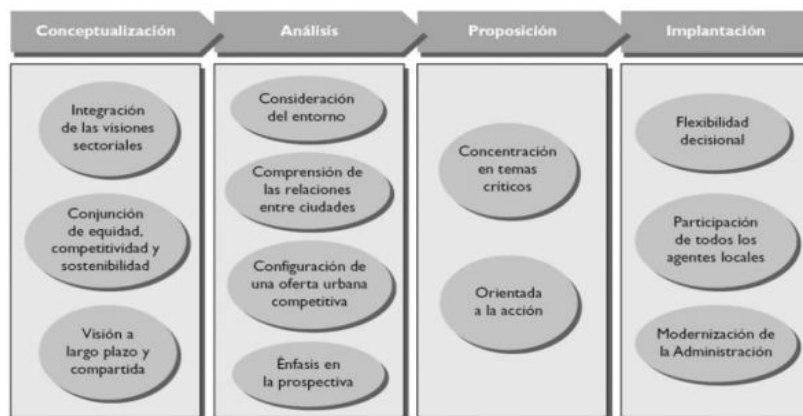 Conceptualización
Análisis
Proposición
Implantación
Integración
de las visiones
sectoriales
Conjunción
de equidad,
competitividad y
sostenibilidad
Visión a
largo plazo y
compartida
Consideración
del entorno
Comprensión de
las relaciones
entre ciudades
Configuración de
una oferta urbana
competitiva
Énfasis en
la prospectiva
Concentración
en temas
críticos
Orientada
a la acción
Flexibilidad
decisional
Participación
de todos los
agentes locales
Modernización de
la Administración